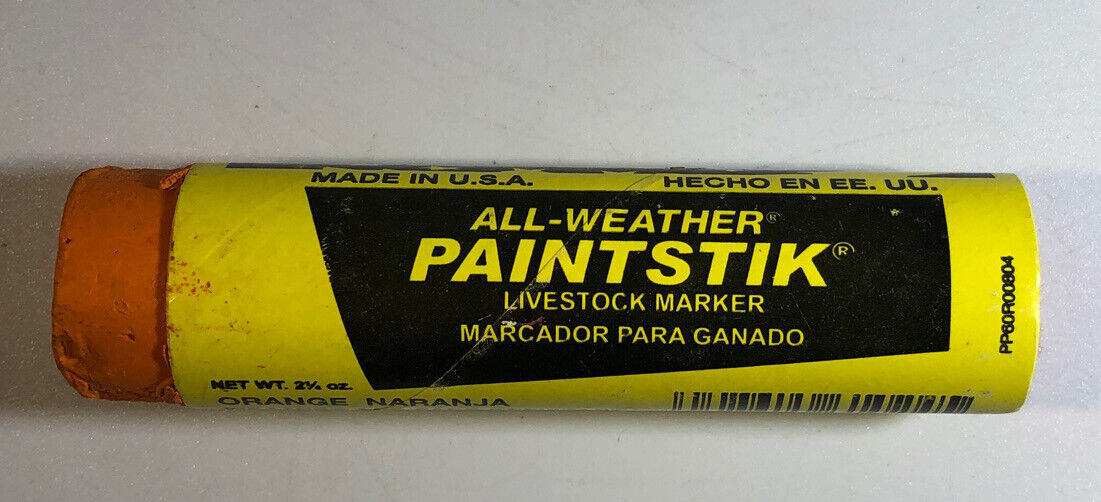 MADE IN U.S.A. HECHO EN EE. UU.
ALL-WEATHER®
PAINTSTIK®
LIVESTOCK MARKER
MARCADOR PARA GANADO
NET WT. 2¼ oz.
ORANGE NARANJA
PP60R00804